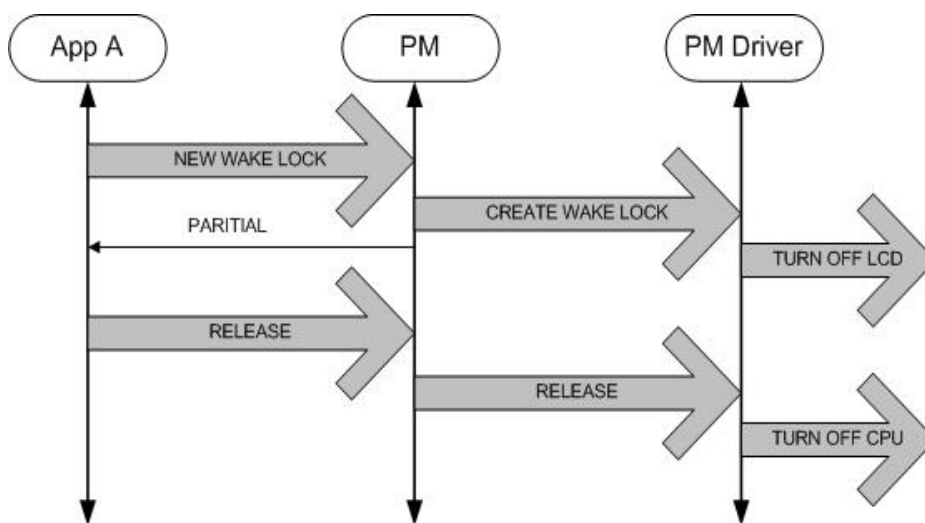 App A
PM
PM Driver
NEW WAKE LOCK
CREATE WAKE LOCK
PARITIAL
TURN OFF LCD
RELEASE
RELEASE
TURN OFF CPU